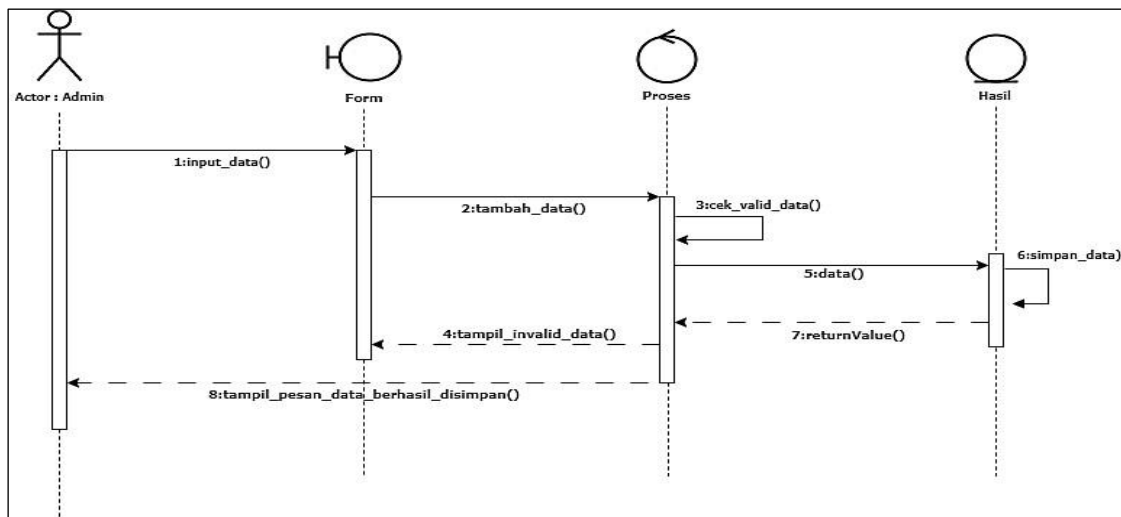 Actor : Admin
Form
Proses
Hasil
1:input_data()
2:tambah_data()
3:cek_valid_data()
5:data()
6:simpan_data)
4:tampil_invalid_data()
7:returnValue()
8:tampil_pesan_data_berhasil_disimpan()